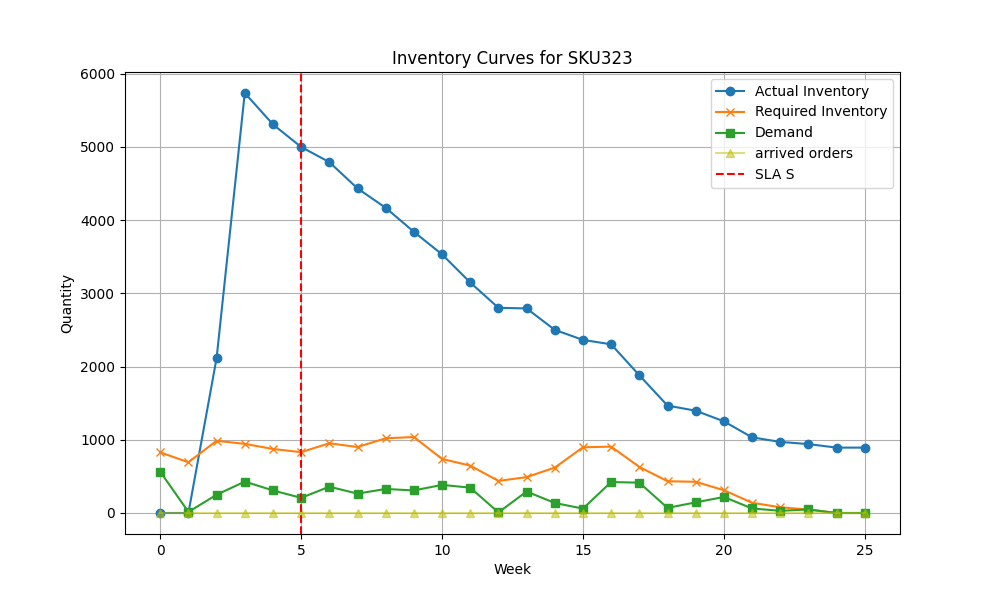 Inventory Curves for SKU323
Actual Inventory
Required Inventory
Demand
arrived orders
SLA S
Quantity
6000
5000
4000
3000
2000
1000
0
0 5 10 15 20 25
Week